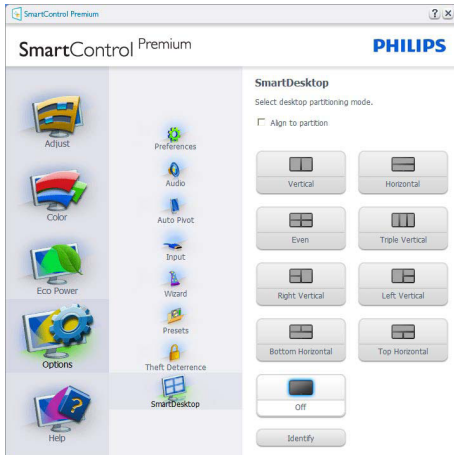 SmartControl Premium
? ×
SmartControl Premium
PHILIPS
Adjust
Color
Eco Power
Options
Help
Preferences
Audio
Auto Pivot
Input
Wizard
Presets
Theft Deterrence
SmartDesktop
SmartDesktop
Select desktop partitioning mode.
Align to partition
Vertical
Horizontal
Even
Triple Vertical
Right Vertical
Left Vertical
Bottom Horizontal
Top Horizontal
Off
Identify